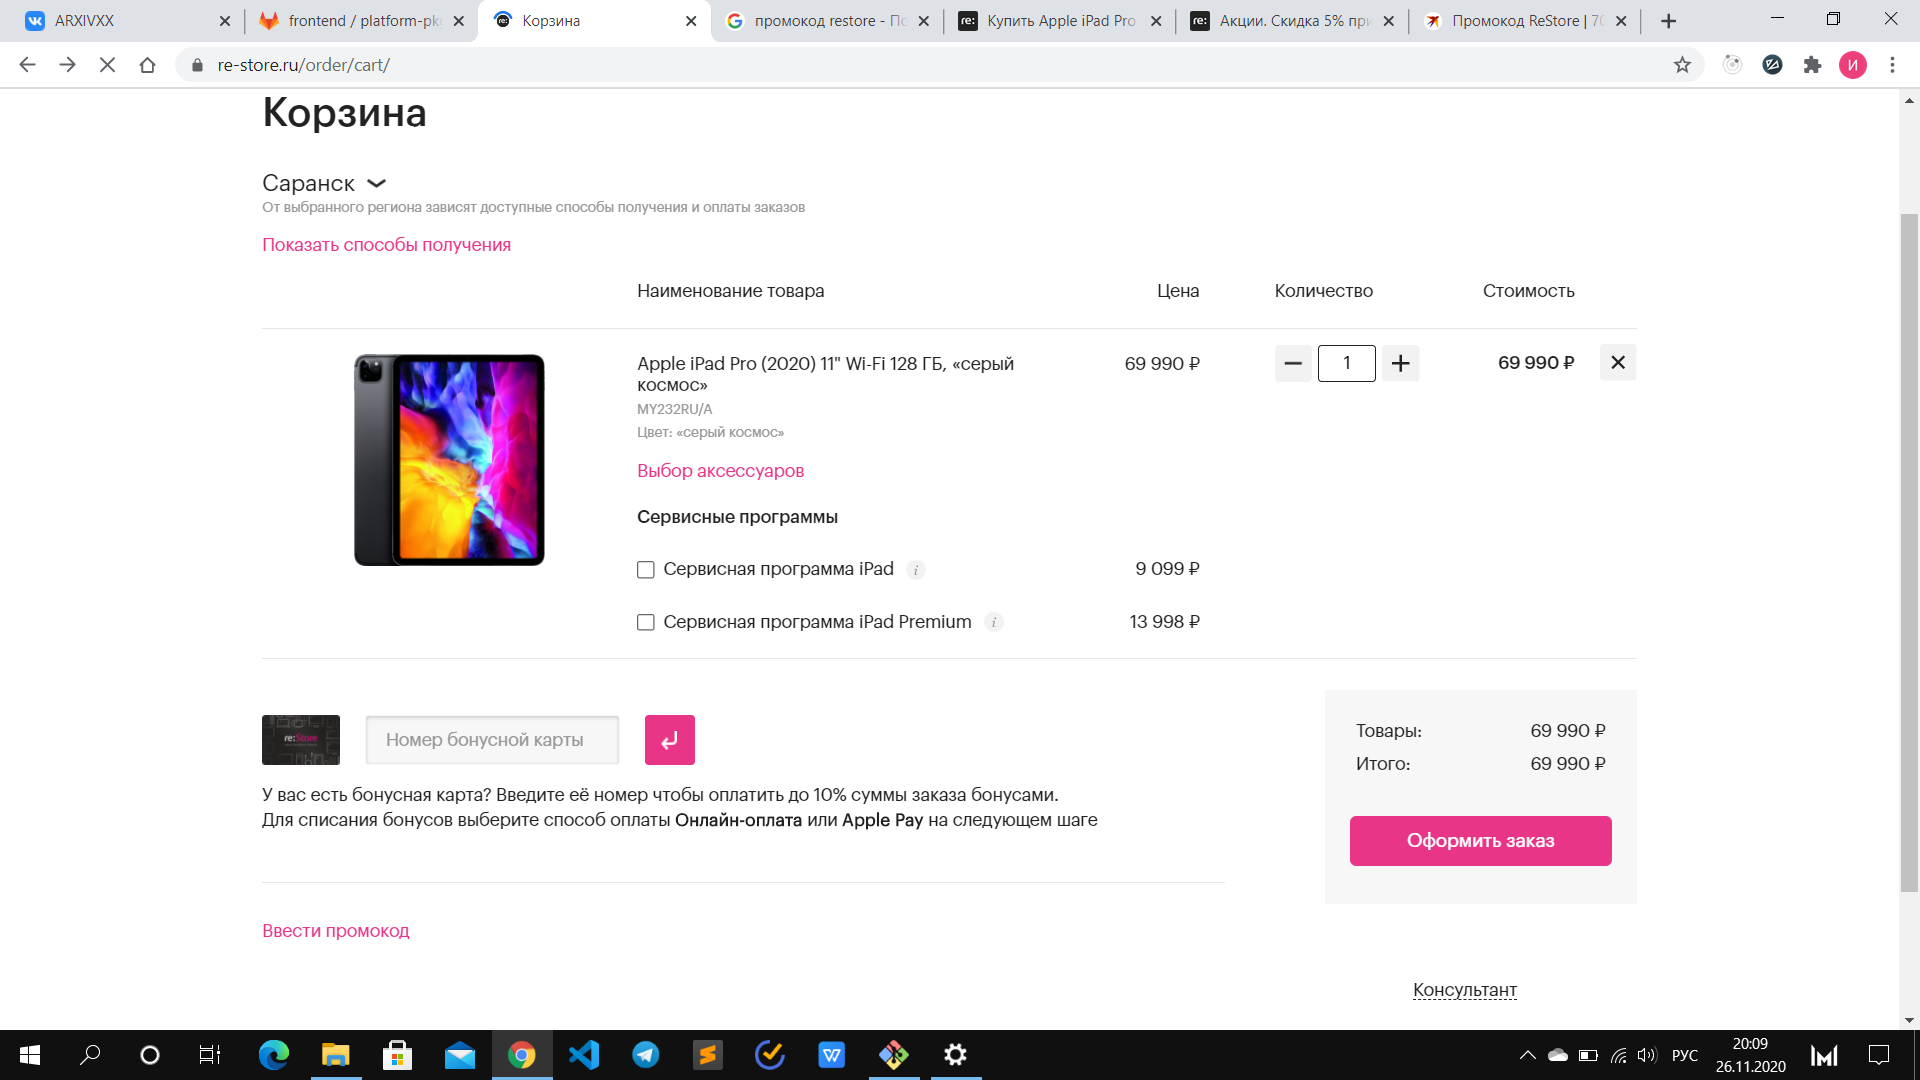 ARXIVXX
frontend / platform-pk
Корзина
промокод restore - По
Купить Apple iPad Pro
Акции. Скидка 5% при
Промокод ReStore | 70
re-store.ru/order/cart/
И
Корзина
Саранск
От выбранного региона зависят доступные способы получения и оплаты заказов
Показать способы получения
Наименование товара Цена Количество Стоимость
Apple iPad Pro (2020) 11" Wi-Fi 128 ГБ, «серый 69 990 ₽ 1 69 990 ₽
космос»
MY232RU/A
Цвет: «серый космос»
Выбор аксессуаров
Сервисные программы
Сервисная программа iPad i 9 099 ₽
Сервисная программа iPad Premium i 13 998 ₽
re:Store
Номер бонусной карты
У вас есть бонусная карта? Введите её номер чтобы оплатить до 10% суммы заказа бонусами.
Для списания бонусов выберите способ оплаты Онлайн-оплата или Apple Pay на следующем шаге
Товары: 69 990 ₽
Итого: 69 990 ₽
Оформить заказ
Ввести промокод
Консультант
РУС
20:09
26.11.2020